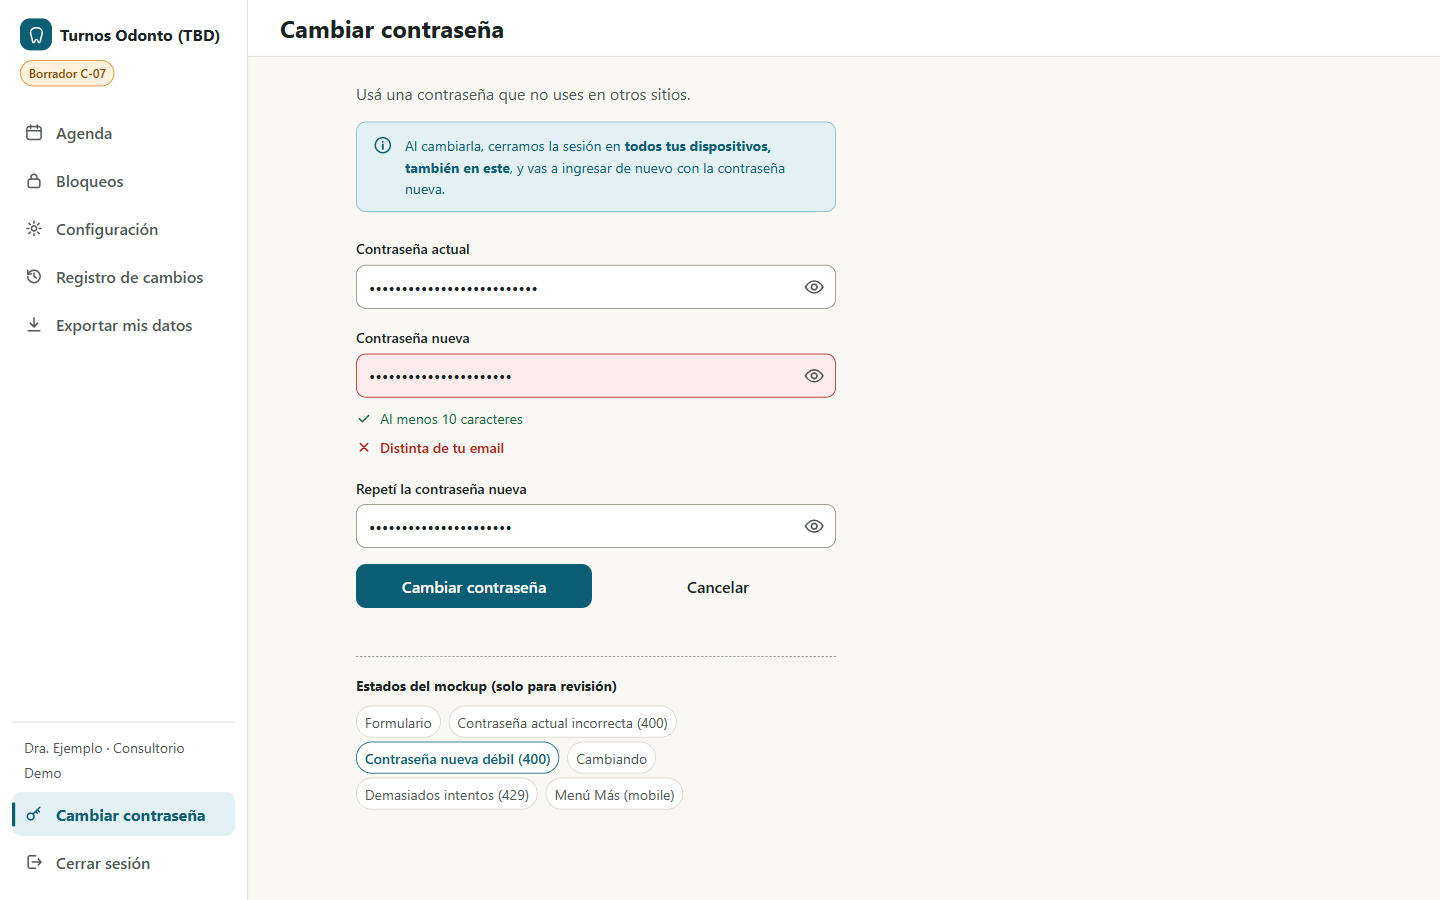 Turnos Odonto (TBD)
Borrador C-07
Agenda
Bloqueos
Configuración
Registro de cambios
Exportar mis datos
Dra. Ejemplo · Consultorio
Demo
Cambiar contraseña
Cerrar sesión
Cambiar contraseña
Usá una contraseña que no uses en otros sitios.
Al cambiarla, cerramos la sesión en todos tus dispositivos,
también en este, y vas a ingresar de nuevo con la contraseña
nueva.
Contraseña actual
••••••••••••••••••••••••••
Contraseña nueva
••••••••••••••••••••••
Al menos 10 caracteres
Distinta de tu email
Repetí la contraseña nueva
••••••••••••••••••••••
Cambiar contraseña
Cancelar
Estados del mockup (solo para revisión)
Formulario
Contraseña actual incorrecta (400)
Contraseña nueva débil (400)
Cambiando
Demasiados intentos (429)
Menú Más (mobile)